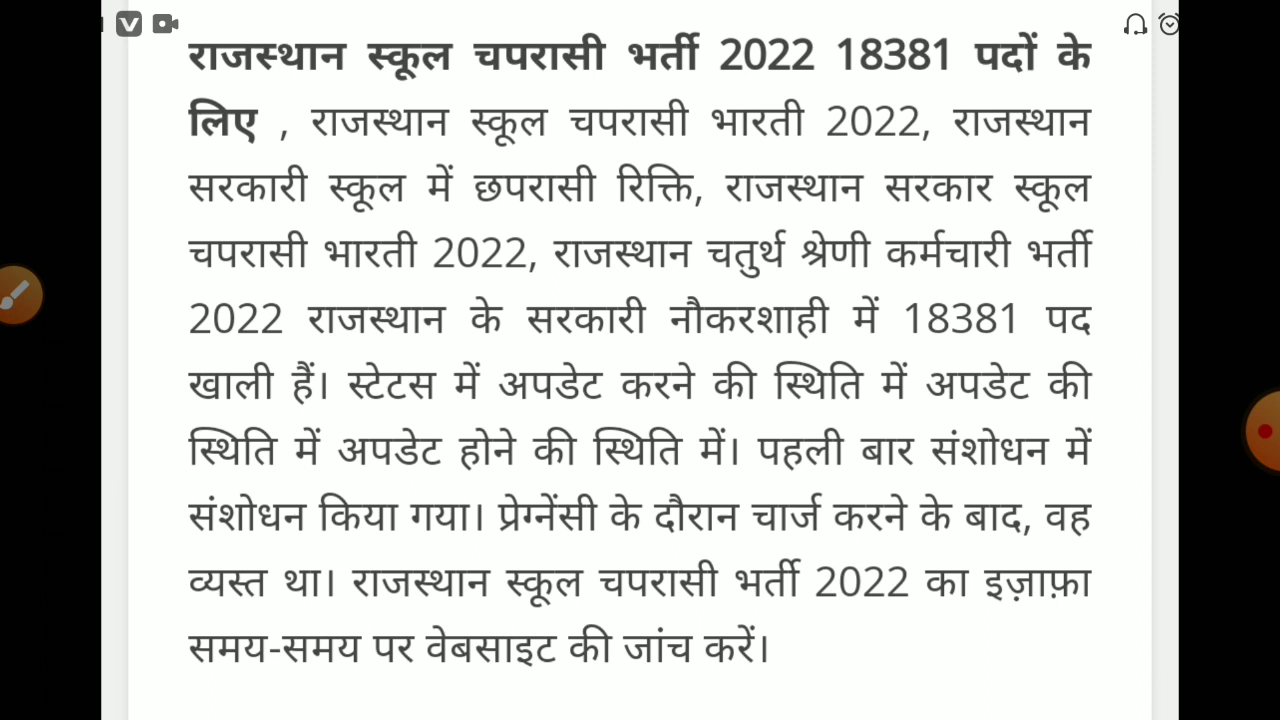 राजस्थान स्कूल चपरासी भर्ती 2022 18381 पदों के
लिए , राजस्थान स्कूल चपरासी भारती 2022, राजस्थान
सरकारी स्कूल में छपरासी रिक्ति, राजस्थान सरकार स्कूल
चपरासी भारती 2022, राजस्थान चतुर्थ श्रेणी कर्मचारी भर्ती
2022 राजस्थान के सरकारी नौकरशाही में 18381 पद
खाली हैं। स्टेटस में अपडेट करने की स्थिति में अपडेट की
स्थिति में अपडेट होने की स्थिति में। पहली बार संशोधन में
संशोधन किया गया। प्रेग्नेंसी के दौरान चार्ज करने के बाद, वह
व्यस्त था। राजस्थान स्कूल चपरासी भर्ती 2022 का इज़ाफ़ा
समय-समय पर वेबसाइट की जांच करें।